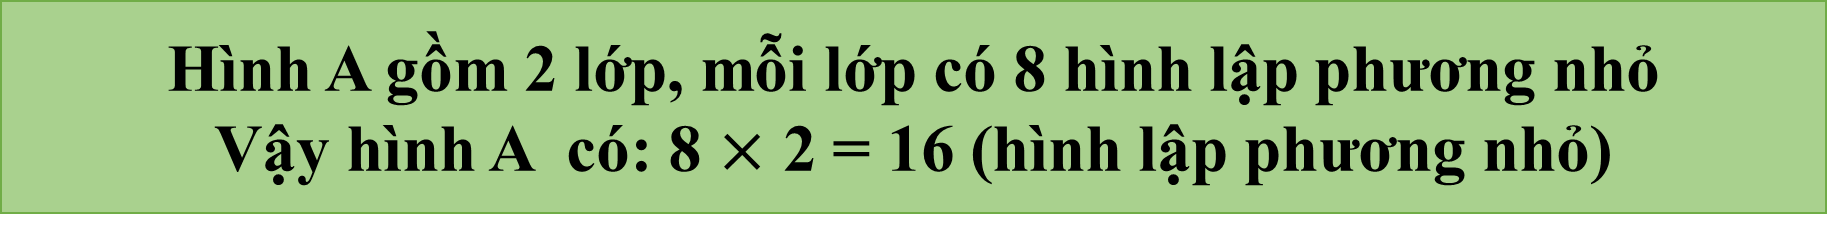 Hình A gồm 2 lớp, mỗi lớp có 8 hình lập phương nhỏ
Vậy hình A  có: 8 × 2 = 16 (hình lập phương nhỏ)